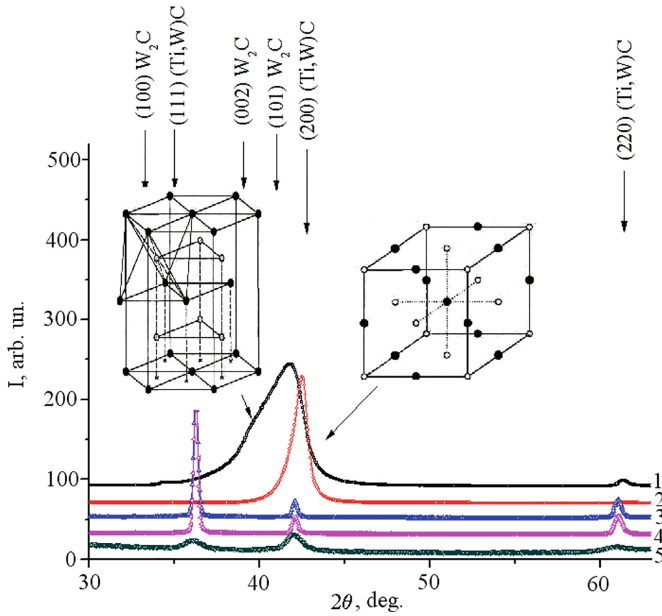 (100) W₂C
(111) (Ti,W)C
(002) W₂C
(101) W₂C
(200) (Ti,W)C
(220) (Ti,W)C
I, arb. un.
500
400
300
200
100
0
1
2
3
4
5
30
40
50
60
2θ, deg.